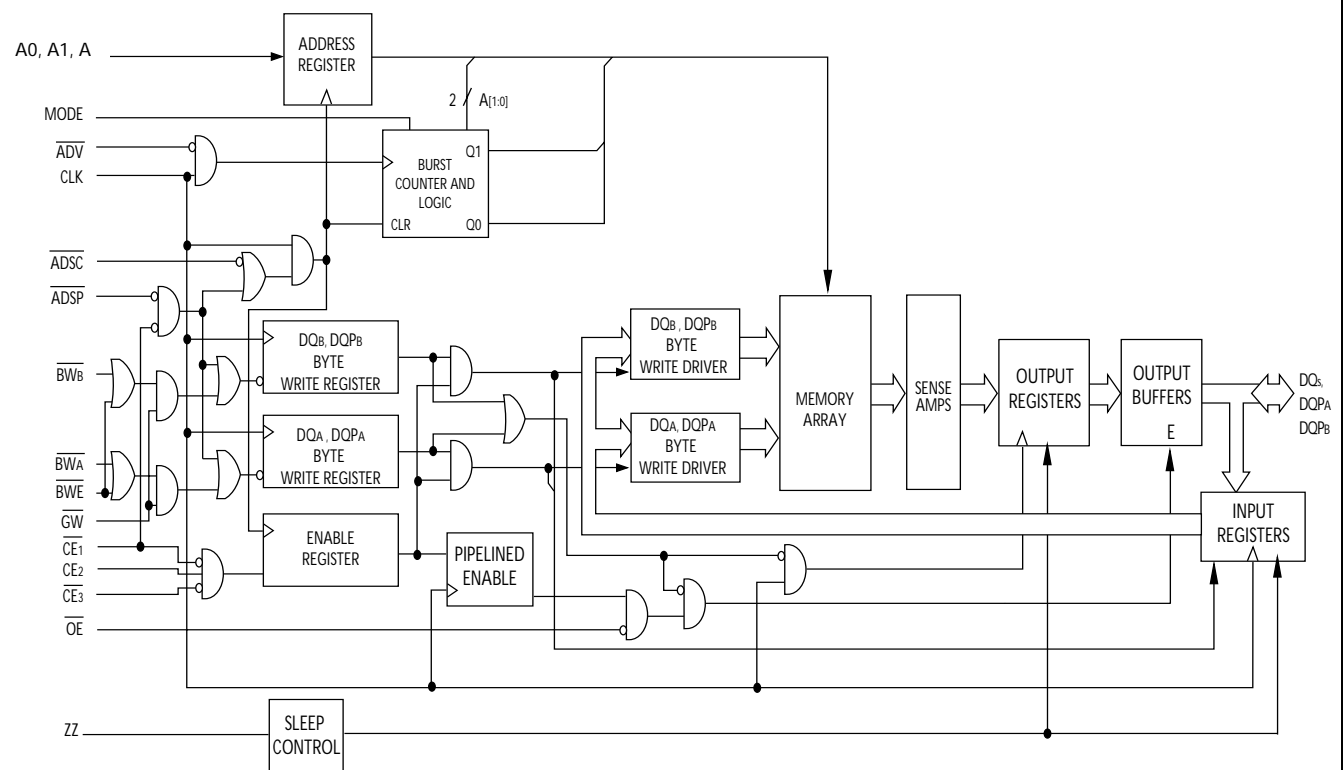 A0, A1, A
ADDRESS
REGISTER
MODE
2
A[1:0]
ADV
CLK
BURST
COUNTER AND
LOGIC
Q1
CLR
Q0
ADSC
ADSP
BWB
BWA
BWE
GW
CE1
CE2
CE3
OE
DQB, DQPB
BYTE
WRITE REGISTER
DQA, DQPA
BYTE
WRITE REGISTER
ENABLE
REGISTER
PIPELINED
ENABLE
DQB, DQPB
BYTE
WRITE DRIVER
DQA, DQPA
BYTE
WRITE DRIVER
MEMORY
ARRAY
SENSE
AMPS
OUTPUT
REGISTERS
OUTPUT
BUFFERS
E
DQs,
DQPA
DQPB
INPUT
REGISTERS
ZZ
SLEEP
CONTROL